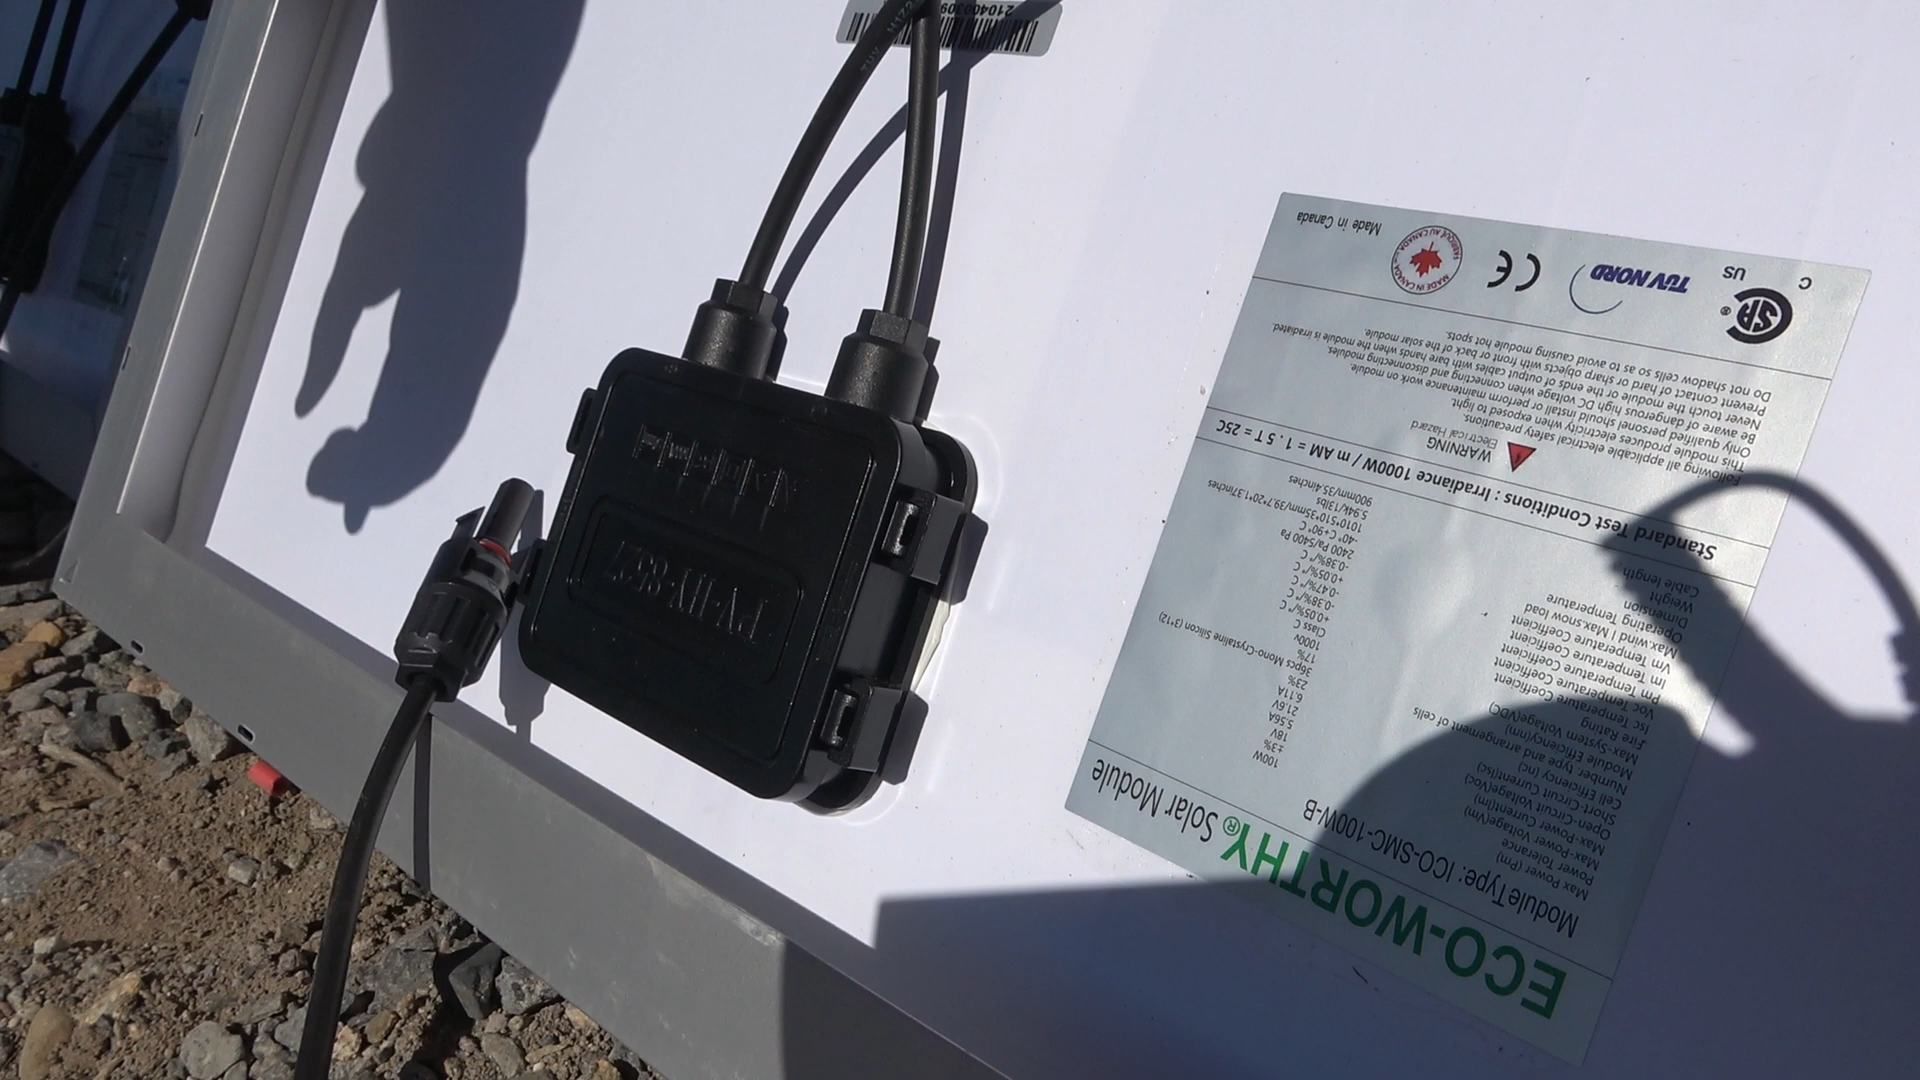 ECO-WORTHY® Solar Module
Module Type: ICO-SMC-100W-B
Max Power (Pm) 100W
Power Tolerance ±3%
Max-Power Voltage(Vm) 18V
Max-Power Current(Im) 5.56A
Open-Circuit Voltage(Voc) 21.6V
Short-Circuit Current(Isc) 6.11A
Cell Efficiency (nc) 23%
Number, type and arrangement of cells 36pcs Mono-Crystaline Silicon (3*12)
Module Efficiency(nm) 17%
max-System Voltage(VDC) 1000v
Fire Rating Class C
Isc Temperature Coefficient +0.05%/°C
Voc Temperature Coefficient -0.38%/°C
Pm Temperature Coefficient -0.47%/°C
Im Temperature Coefficient +0.05%/°C
Vm Temperature Coefficient -0.38%/°C
Max.wind / Max.snow load 2400 Pa/5400 Pa
Operating Temperature -40°C+90°C
Dimension 1010*510*35mm/39.7*20*1.37inches
Weight 5.94k/13lbs
Cable length 900mm/35.4inches
Standard Test Conditions : Irradiance 1000W / m AM = 1 . 5 T = 25C
WARNING
Electrical Hazard
Following all applicable electrical safety precautions.
This module produces electricity when exposed to light.
Only qualified personnel should install or perform maintenance work on module.
Be aware of dangerous high DC voltage when connecting and disconnecting modules
Never touch the module of output cables with bare hands when the module is irradiated.
Prevent contact of hard or sharp objects with front or back of the solar module.
Do not shadow cells so as to avoid causing module hot spots.
C SA ® US
TÜV NORD
CE
MADE IN CANADA
FABRIQUÉ AU CANADA
Made in Canada
PV-HY-8527
210400309
TUV